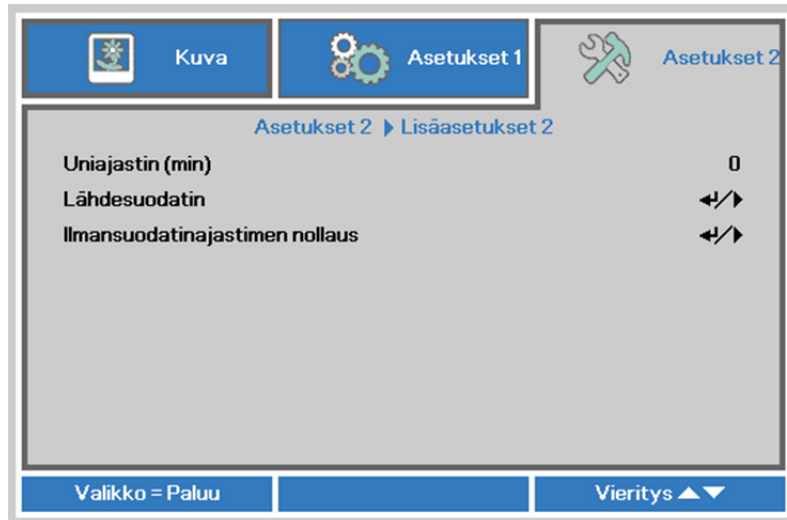 Kuva
Asetukset 1
Asetukset 2
Asetukset 2 ▶ Lisäasetukset 2
Uniajastin (min) 0
Lähdesuodatin ↵/▶
Ilmansuodatinajastimen nollaus ↵/▶
Valikko = Paluu
Vieritys ▲▼